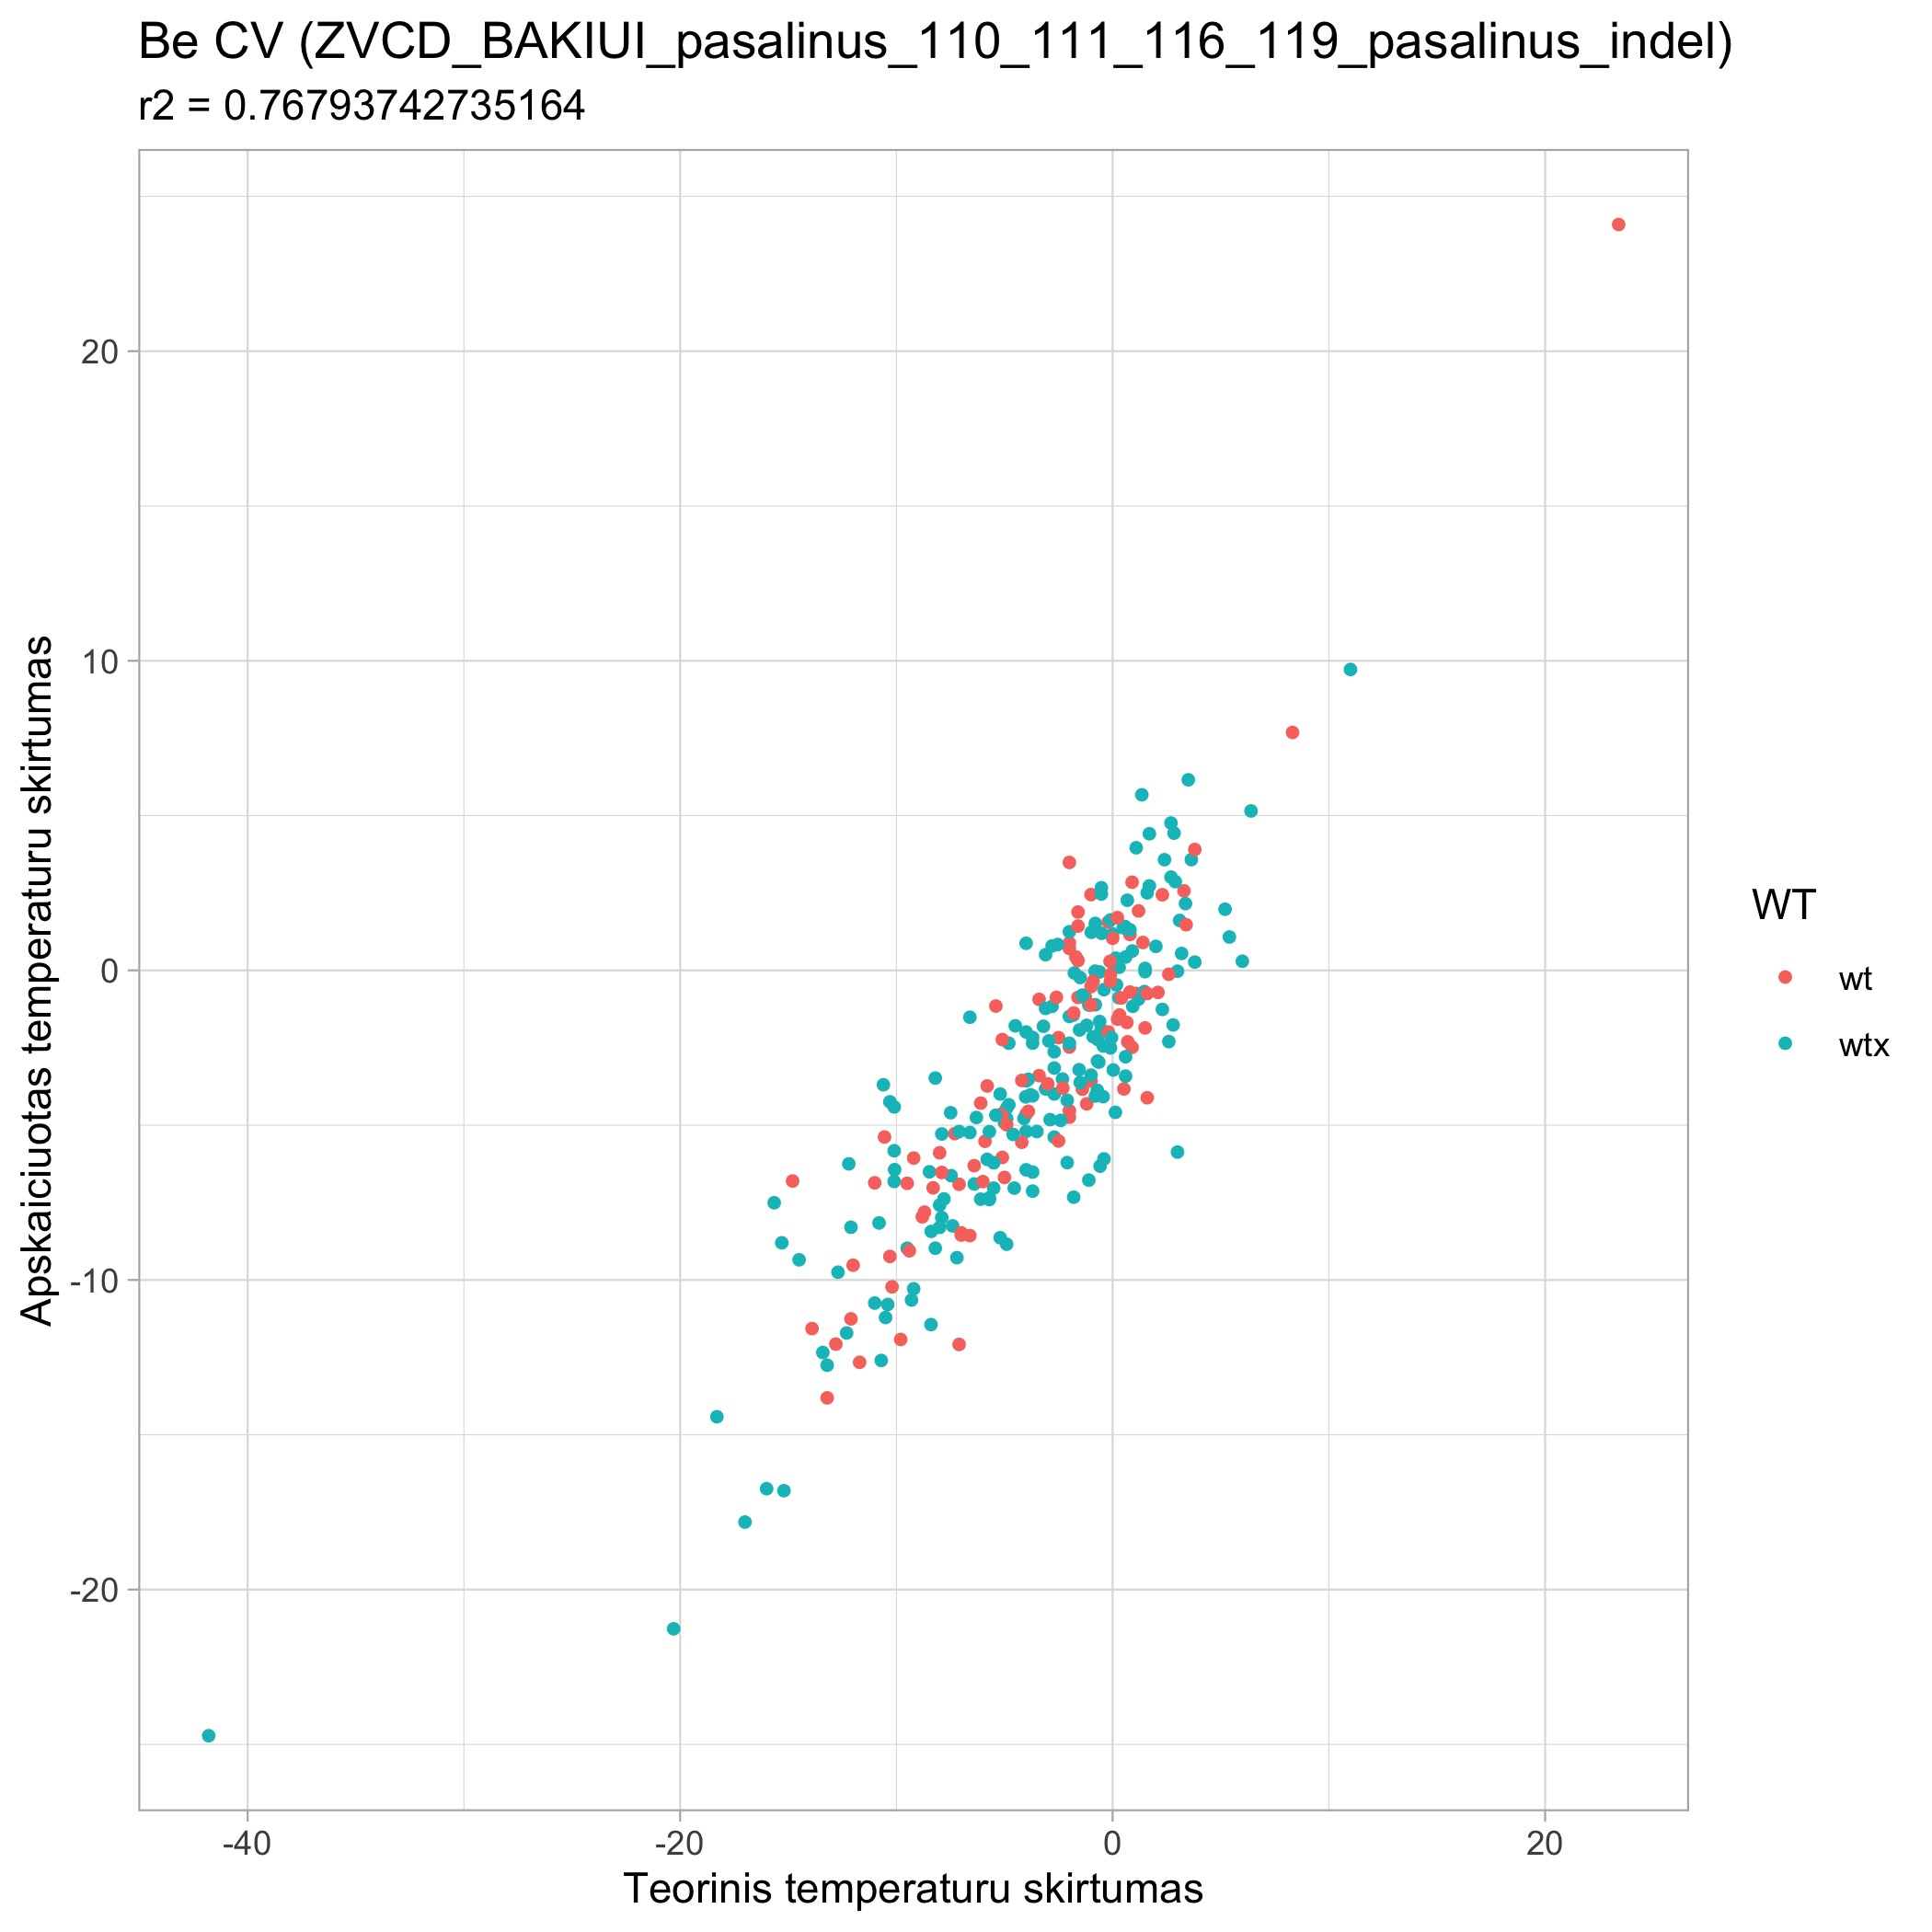 Be CV (ZVCD_BAKIUI_pasalinus_110_111_116_119_pasalinus_indel)
r2 = 0.76793742735164
Apskaiciuotas temperaturu skirtumas
20
10
0
-10
-20
-40
-20
0
20
Teorinis temperaturu skirtumas
WT
wt
wtx